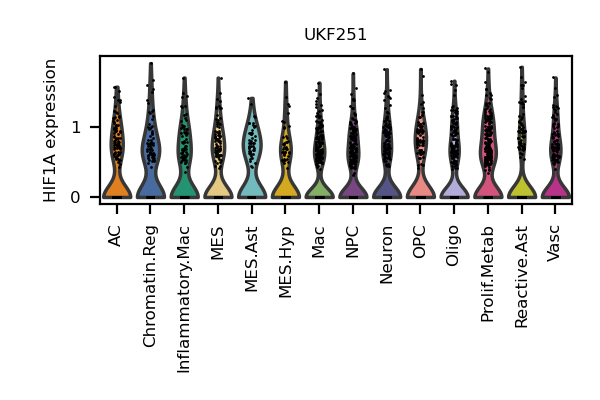 UKF251
HIF1A expression
1
0
AC
Chromatin.Reg
Inflammatory.Mac
MES
MES.Ast
MES.Hyp
Mac
NPC
Neuron
OPC
Oligo
Prolif.Metab
Reactive.Ast
Vasc